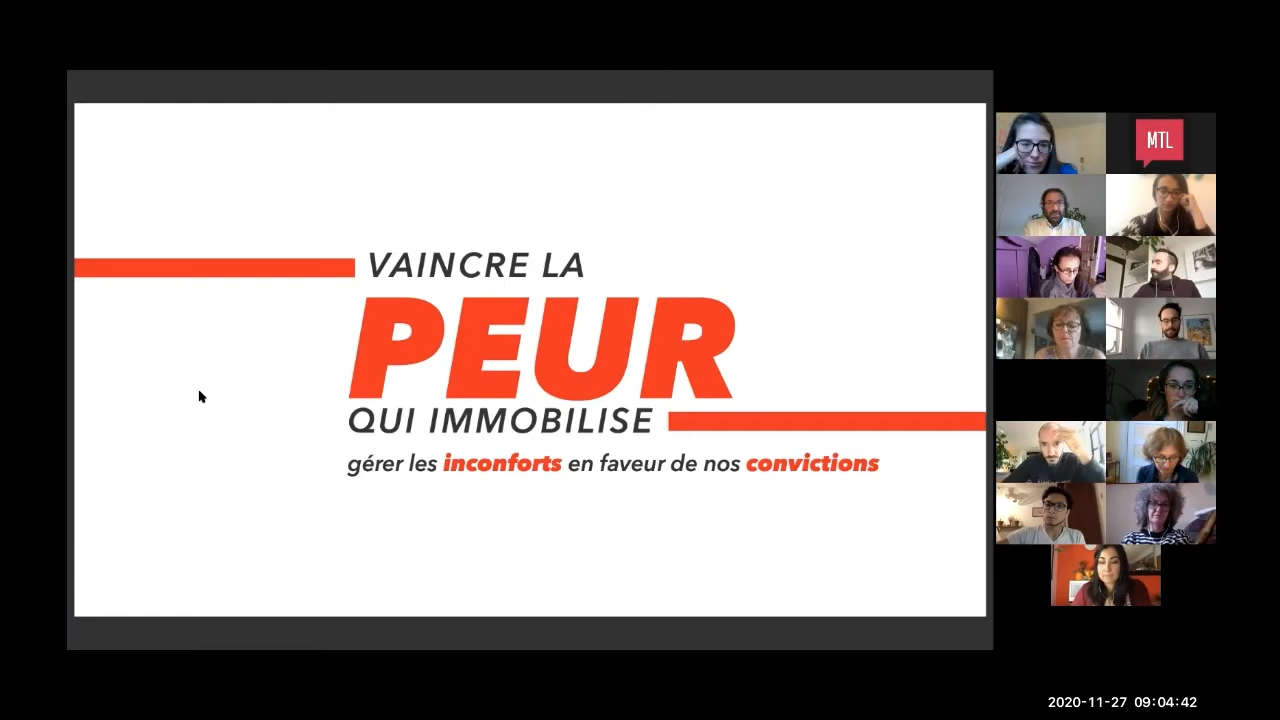 VAINCRE LA
PEUR
QUI IMMOBILISE
gérer les inconforts en faveur de nos convictions
MTL
2020-11-27 09:04:42